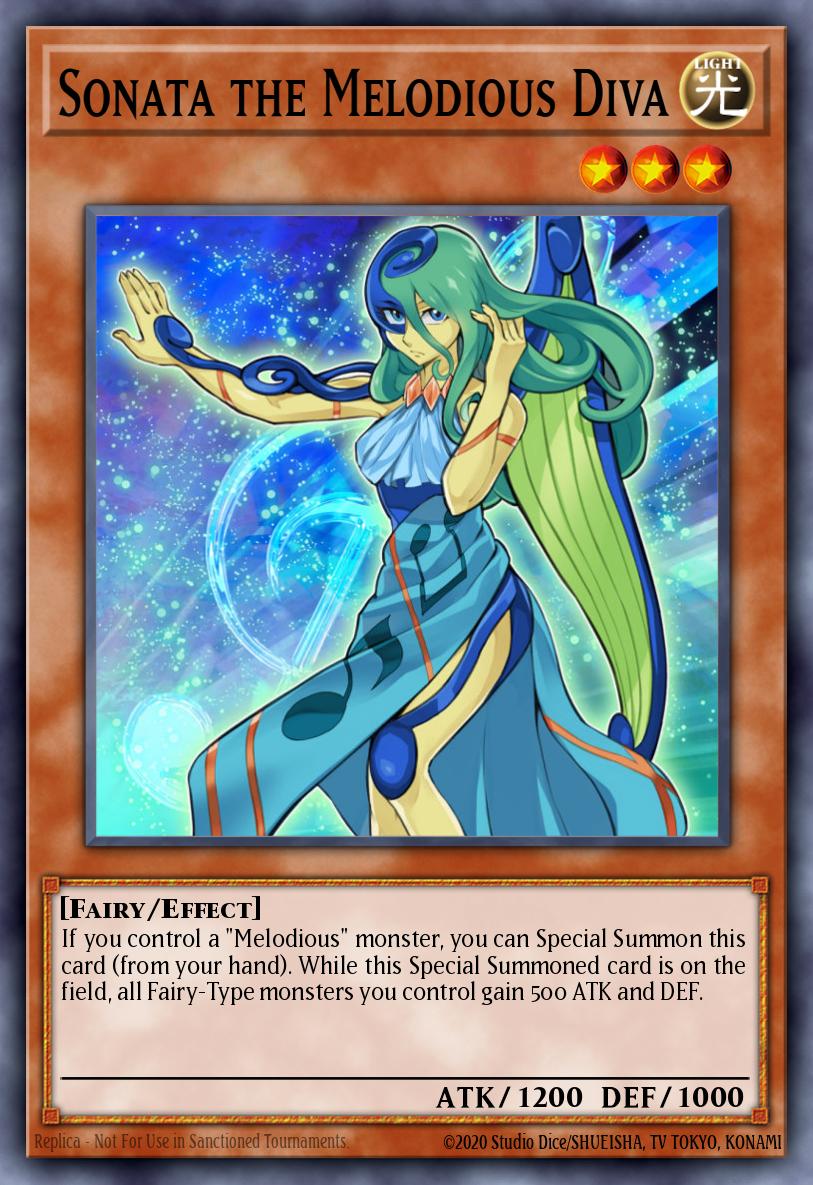 Sonata the Melodious Diva
LIGHT
光
[Fairy/Effect]
If you control a "Melodious" monster, you can Special Summon this
card (from your hand). While this Special Summoned card is on the
field, all Fairy-Type monsters you control gain 500 ATK and DEF.
ATK/1200 DEF/1000
Replica - Not For Use in Sanctioned Tournaments.
©2020 Studio Dice/SHUEISHA, TV TOKYO, KONAMI